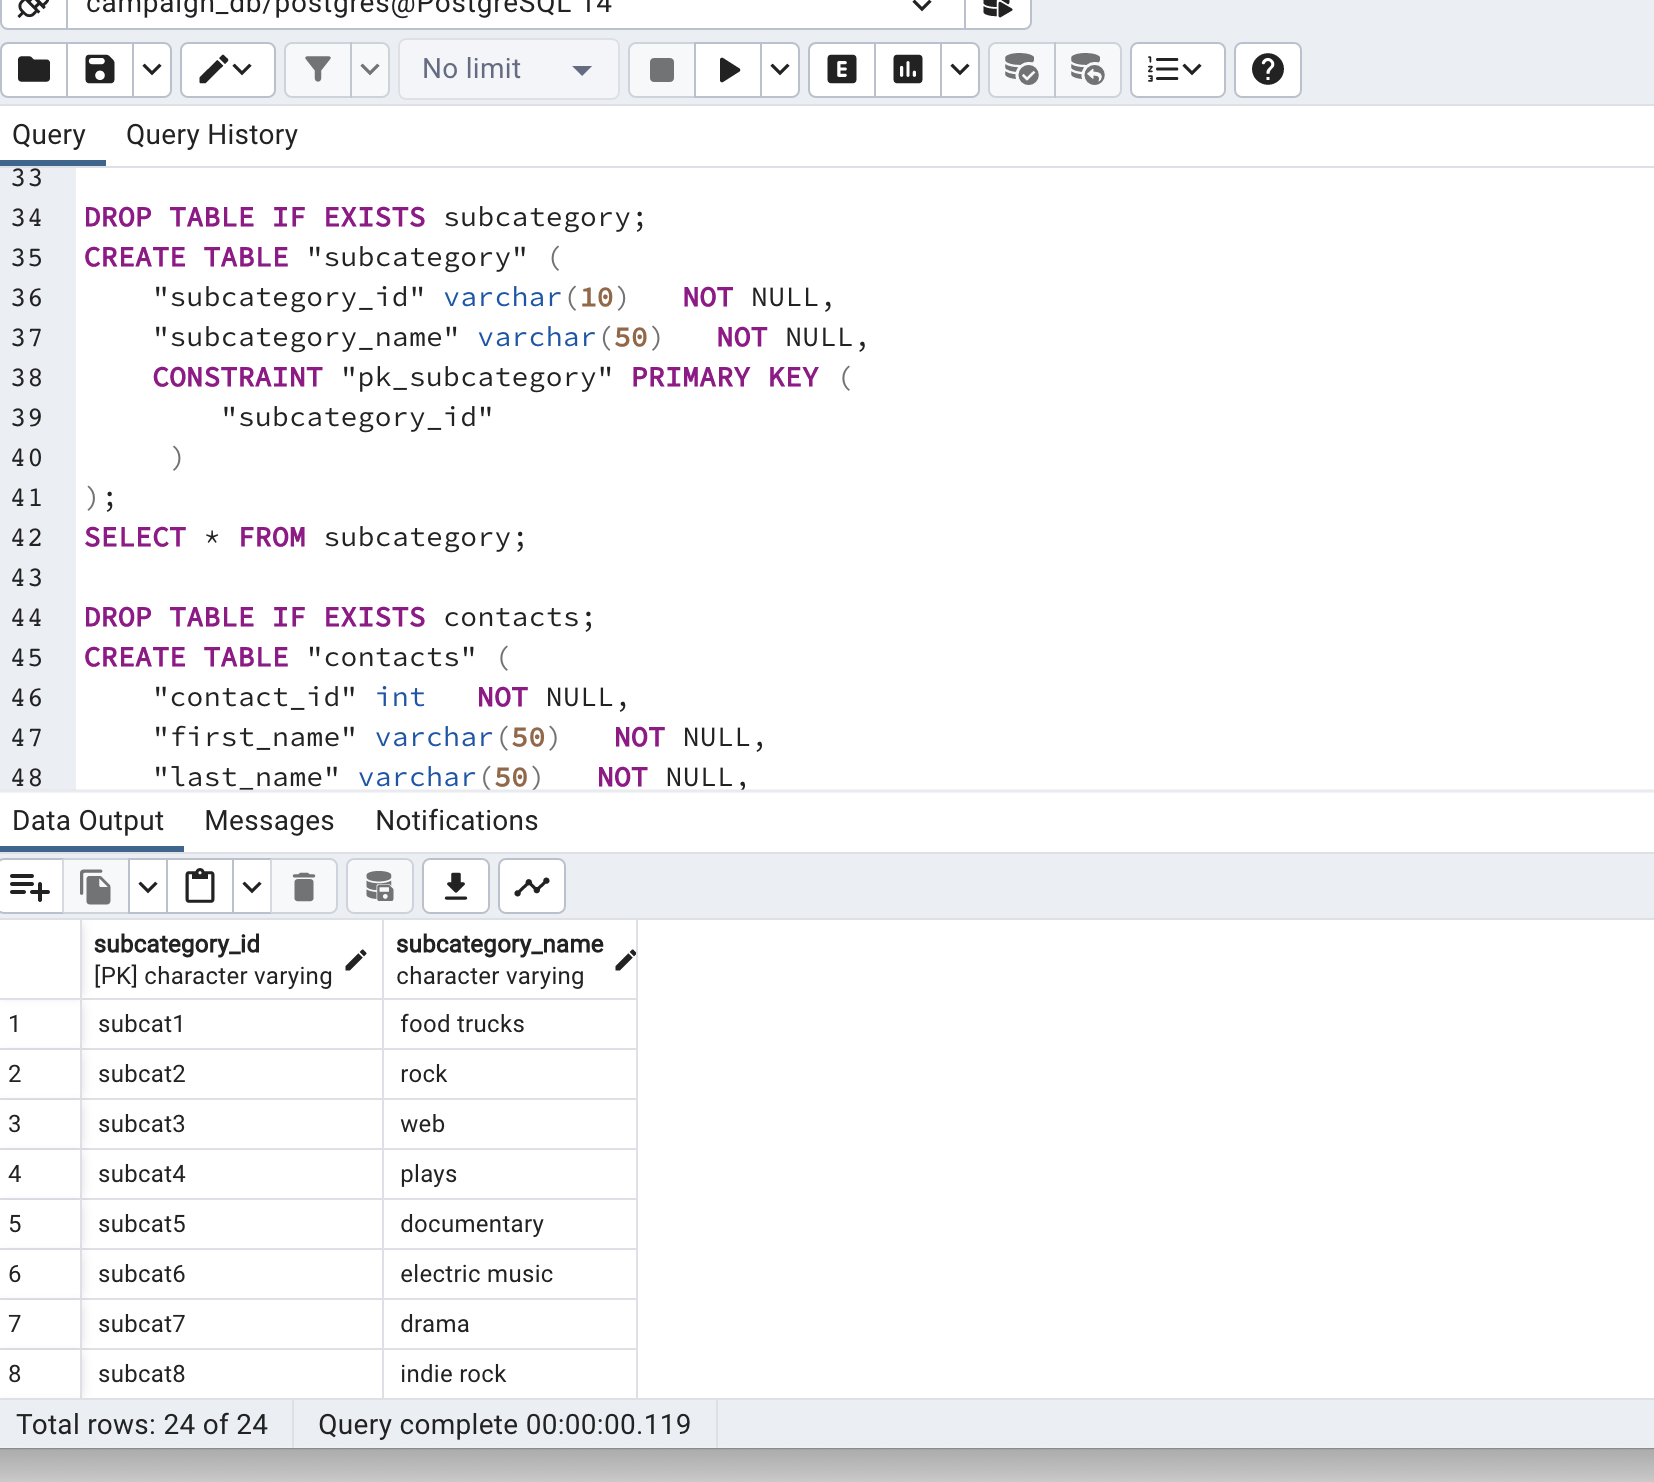 campaign_db/postgres@PostgreSQL 14
No limit
E
Query Query History
33
34 DROP TABLE IF EXISTS subcategory;
35 CREATE TABLE "subcategory" (
36 "subcategory_id" varchar(10) NOT NULL,
37 "subcategory_name" varchar(50) NOT NULL,
38 CONSTRAINT "pk_subcategory" PRIMARY KEY (
39 "subcategory_id"
40 )
41 );
42 SELECT * FROM subcategory;
43
44 DROP TABLE IF EXISTS contacts;
45 CREATE TABLE "contacts" (
46 "contact_id" int NOT NULL,
47 "first_name" varchar(50) NOT NULL,
48 "last_name" varchar(50) NOT NULL,
Data Output Messages Notifications
subcategory_id subcategory_name
[PK] character varying character varying
1 subcat1 food trucks
2 subcat2 rock
3 subcat3 web
4 subcat4 plays
5 subcat5 documentary
6 subcat6 electric music
7 subcat7 drama
8 subcat8 indie rock
Total rows: 24 of 24 Query complete 00:00:00.119